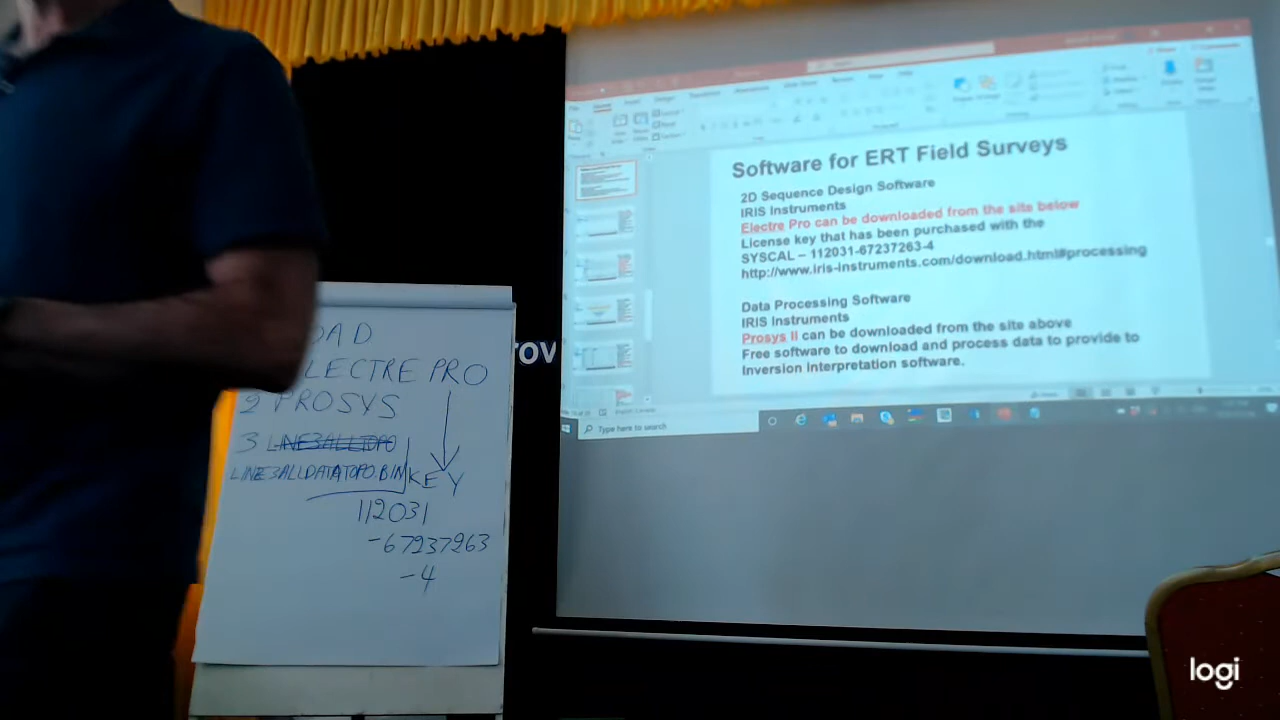 OAD
LECTRE PRO
2 PROSYS
3 LINE3ALLTOPO
LINE3ALLDATATOPO.BIN KEY
112031
-67237263
-4
rov
Software for ERT Field Surveys
2D Sequence Design Software
IRIS Instruments
Electre Pro can be downloaded from the site below
License key that has been purchased with the
SYSCAL – 112031-67237263-4
http://www.iris-instruments.com/download.html#processing
Data Processing Software
IRIS Instruments
Prosys II can be downloaded from the site above
Free software to download and process data to provide to
Inversion interpretation software.
Type here to search
logi